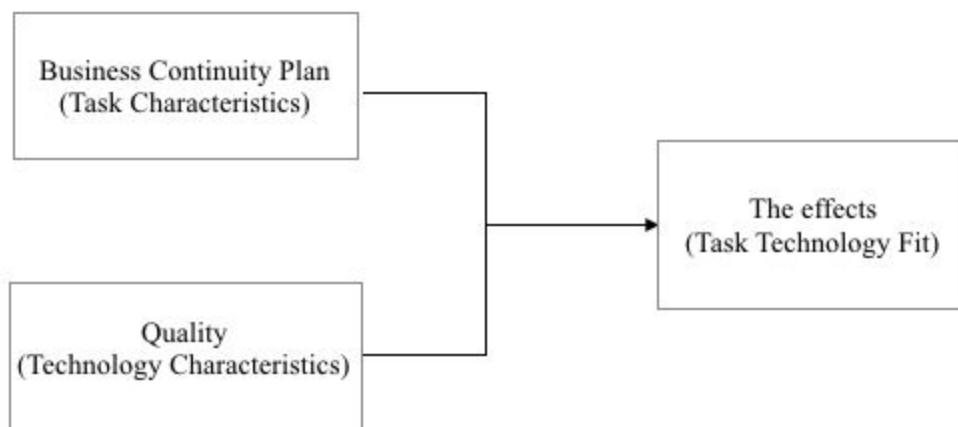 Business Continuity Plan
(Task Characteristics)
The effects
(Task Technology Fit)
Quality
(Technology Characteristics)